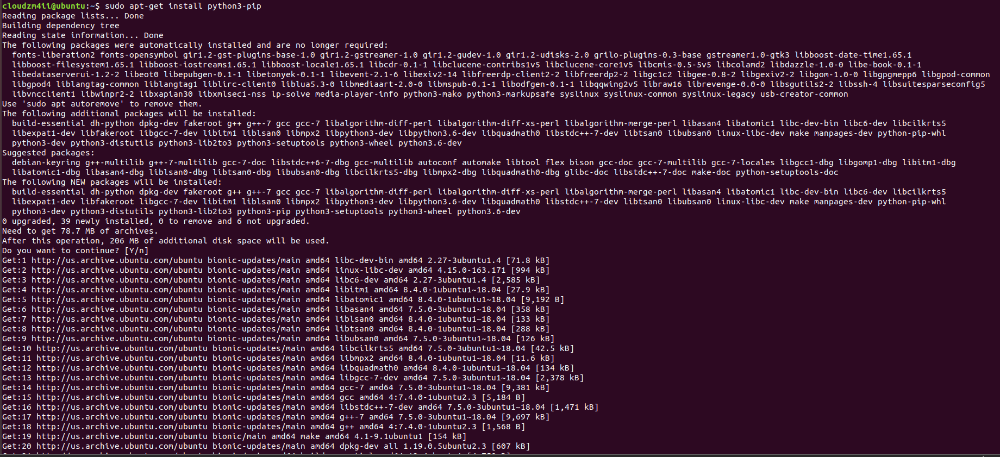 cloudzm4ii@ubuntu:~$ sudo apt-get install python3-pip
Reading package lists... Done
Building dependency tree
Reading state information... Done
The following packages were automatically installed and are no longer required:
  fonts-liberation2 fonts-opensymbol gir1.2-gst-plugins-base-1.0 gir1.2-gstreamer-1.0 gir1.2-gudev-1.0 gir1.2-udisks-2.0 grilo-plugins-0.3-base gstreamer1.0-gtk3 libboost-date-time1.65.1
  libboost-filesystem1.65.1 libboost-iostreams1.65.1 libboost-locale1.65.1 libcdr-0.1-1 libclucene-contribs1v5 libclucene-core1v5 libcmis-0.5-5v5 libcolamd2 libdazzle-1.0-0 libe-book-0.1-1
  libedataserverui-1.2-2 libeot0 libepubgen-0.1-1 libetonyek-0.1-1 libevent-2.1-6 libexiv2-14 libfreerdp-client2-2 libfreerdp2-2 libgc1c2 libgee-0.8-2 libgexiv2-2 libgom-1.0-0 libgpgmepp6 libgpod-common
  libgpod4 liblangtag-common liblangtag1 liblirc-client0 liblua5.3-0 libmediaart-2.0-0 libmspub-0.1-1 libodfgen-0.1-1 libqqwing2v5 libraw16 librevenge-0.0-0 libsgutils2-2 libssh-4 libsuitesparseconfig5
  libvncclient1 libwinpr2-2 libxapian30 libxmlsec1-nss lp-solve media-player-info python3-mako python3-markupsafe syslinux syslinux-common syslinux-legacy usb-creator-common
Use 'sudo apt autoremove' to remove them.
The following additional packages will be installed:
  build-essential dh-python dpkg-dev fakeroot g++ g++-7 gcc gcc-7 libalgorithm-diff-perl libalgorithm-diff-xs-perl libalgorithm-merge-perl libasan4 libatomic1 libc-dev-bin libc6-dev libcilkrts5
  libexpat1-dev libfakeroot libgcc-7-dev libitm1 liblsan0 libmpx2 libpython3-dev libpython3.6-dev libquadmath0 libstdc++-7-dev libtsan0 libubsan0 linux-libc-dev make manpages-dev python-pip-whl
  python3-dev python3-distutils python3-lib2to3 python3-setuptools python3-wheel python3.6-dev
Suggested packages:
  debian-keyring g++-multilib g++-7-multilib gcc-7-doc libstdc++6-7-dbg gcc-multilib autoconf automake libtool flex bison gcc-doc gcc-7-multilib gcc-7-locales libgcc1-dbg libgomp1-dbg libitm1-dbg
  libatomic1-dbg libasan4-dbg liblsan0-dbg libtsan0-dbg libubsan0-dbg libcilkrts5-dbg libmpx2-dbg libquadmath0-dbg glibc-doc libstdc++-7-doc make-doc python-setuptools-doc
The following NEW packages will be installed:
  build-essential dh-python dpkg-dev fakeroot g++ g++-7 gcc gcc-7 libalgorithm-diff-perl libalgorithm-diff-xs-perl libalgorithm-merge-perl libasan4 libatomic1 libc-dev-bin libc6-dev libcilkrts5
  libexpat1-dev libfakeroot libgcc-7-dev libitm1 liblsan0 libmpx2 libpython3-dev libpython3.6-dev libquadmath0 libstdc++-7-dev libtsan0 libubsan0 linux-libc-dev make manpages-dev python-pip-whl
  python3-dev python3-distutils python3-lib2to3 python3-pip python3-setuptools python3-wheel python3.6-dev
0 upgraded, 39 newly installed, 0 to remove and 6 not upgraded.
Need to get 78.7 MB of archives.
After this operation, 206 MB of additional disk space will be used.
Do you want to continue? [Y/n]
Get:1 http://us.archive.ubuntu.com/ubuntu bionic-updates/main amd64 libc-dev-bin amd64 2.27-3ubuntu1.4 [71.8 kB]
Get:2 http://us.archive.ubuntu.com/ubuntu bionic-updates/main amd64 linux-libc-dev amd64 4.15.0-163.171 [994 kB]
Get:3 http://us.archive.ubuntu.com/ubuntu bionic-updates/main amd64 libc6-dev amd64 2.27-3ubuntu1.4 [2,585 kB]
Get:4 http://us.archive.ubuntu.com/ubuntu bionic-updates/main amd64 libitm1 amd64 8.4.0-1ubuntu1~18.04 [27.9 kB]
Get:5 http://us.archive.ubuntu.com/ubuntu bionic-updates/main amd64 libatomic1 amd64 8.4.0-1ubuntu1~18.04 [9,192 B]
Get:6 http://us.archive.ubuntu.com/ubuntu bionic-updates/main amd64 libasan4 amd64 7.5.0-3ubuntu1~18.04 [358 kB]
Get:7 http://us.archive.ubuntu.com/ubuntu bionic-updates/main amd64 liblsan0 amd64 8.4.0-1ubuntu1~18.04 [133 kB]
Get:8 http://us.archive.ubuntu.com/ubuntu bionic-updates/main amd64 libtsan0 amd64 8.4.0-1ubuntu1~18.04 [288 kB]
Get:9 http://us.archive.ubuntu.com/ubuntu bionic-updates/main amd64 libubsan0 amd64 7.5.0-3ubuntu1~18.04 [126 kB]
Get:10 http://us.archive.ubuntu.com/ubuntu bionic-updates/main amd64 libcilkrts5 amd64 7.5.0-3ubuntu1~18.04 [42.5 kB]
Get:11 http://us.archive.ubuntu.com/ubuntu bionic-updates/main amd64 libmpx2 amd64 8.4.0-1ubuntu1~18.04 [11.6 kB]
Get:12 http://us.archive.ubuntu.com/ubuntu bionic-updates/main amd64 libquadmath0 amd64 8.4.0-1ubuntu1~18.04 [134 kB]
Get:13 http://us.archive.ubuntu.com/ubuntu bionic-updates/main amd64 libgcc-7-dev amd64 7.5.0-3ubuntu1~18.04 [2,378 kB]
Get:14 http://us.archive.ubuntu.com/ubuntu bionic-updates/main amd64 gcc-7 amd64 7.5.0-3ubuntu1~18.04 [9,381 kB]
Get:15 http://us.archive.ubuntu.com/ubuntu bionic-updates/main amd64 gcc amd64 4:7.4.0-1ubuntu2.3 [5,184 B]
Get:16 http://us.archive.ubuntu.com/ubuntu bionic-updates/main amd64 libstdc++-7-dev amd64 7.5.0-3ubuntu1~18.04 [1,471 kB]
Get:17 http://us.archive.ubuntu.com/ubuntu bionic-updates/main amd64 g++-7 amd64 7.5.0-3ubuntu1~18.04 [9,697 kB]
Get:18 http://us.archive.ubuntu.com/ubuntu bionic-updates/main amd64 g++ amd64 4:7.4.0-1ubuntu2.3 [1,568 B]
Get:19 http://us.archive.ubuntu.com/ubuntu bionic/main amd64 make amd64 4.1-9.1ubuntu1 [154 kB]
Get:20 http://us.archive.ubuntu.com/ubuntu bionic-updates/main amd64 dpkg-dev all 1.19.0.5ubuntu2.3 [607 kB]